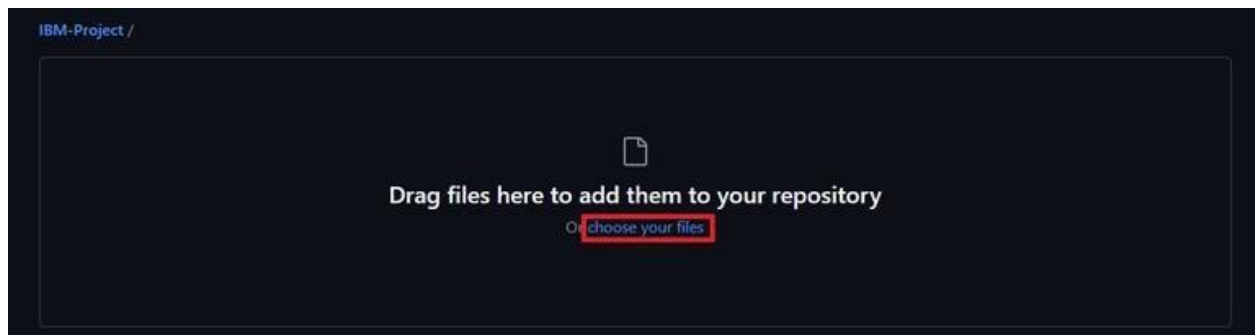 IBM-Project /
Drag files here to add them to your repository
Or choose your files